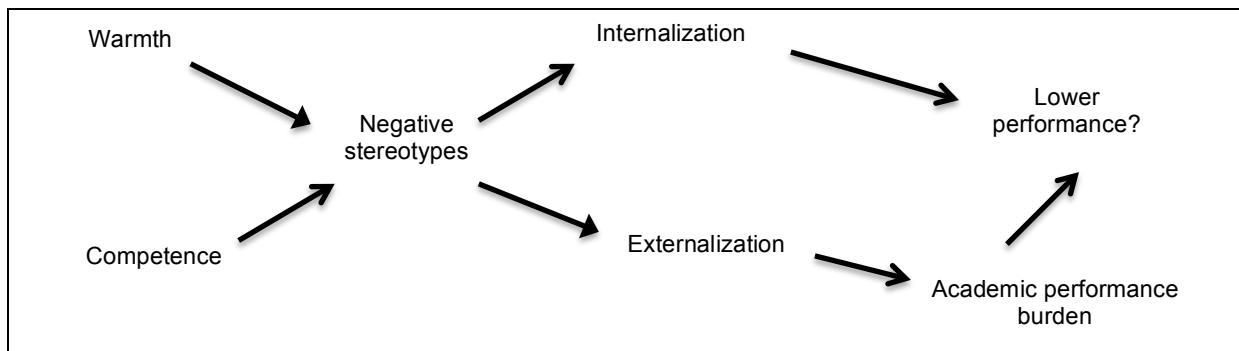 Warmth
Internalization
Lower
performance?
Negative
stereotypes
Competence
Externalization
Academic performance
burden